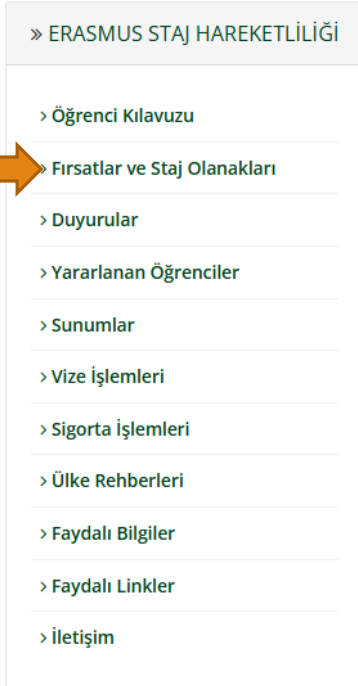 » ERASMUS STAJ HAREKETLİLİĞİ
> Öğrenci Kılavuzu
» Fırsatlar ve Staj Olanakları
> Duyurular
> Yararlanan Öğrenciler
> Sunumlar
> Vize İşlemleri
> Sigorta İşlemleri
> Ülke Rehberleri
> Faydalı Bilgiler
> Faydalı Linkler
> İletişim